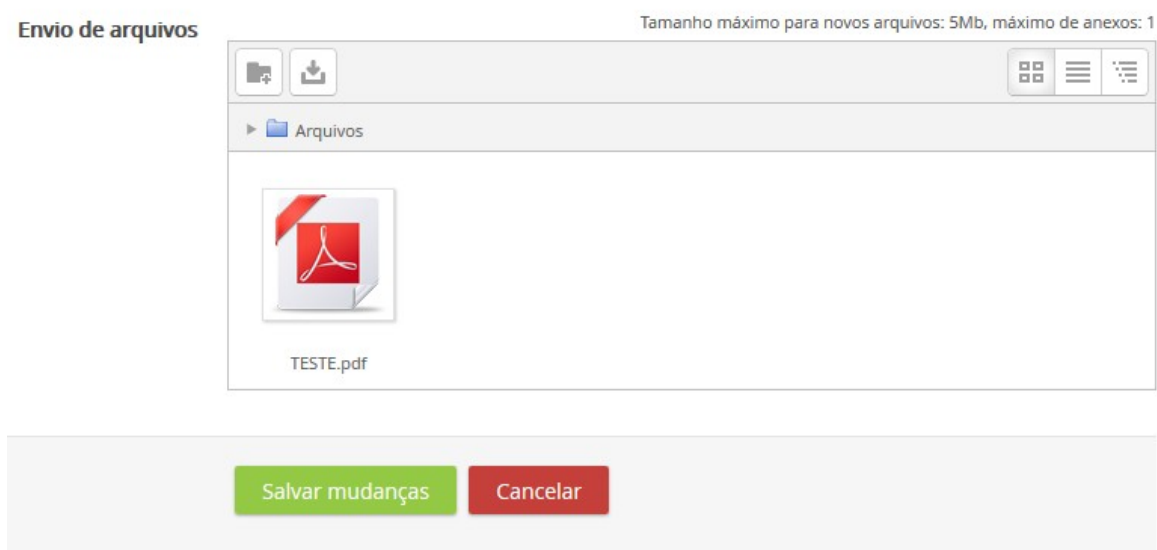 Envio de arquivos
Tamanho máximo para novos arquivos: 5Mb, máximo de anexos: 1
Arquivos
TESTE.pdf
Salvar mudanças
Cancelar